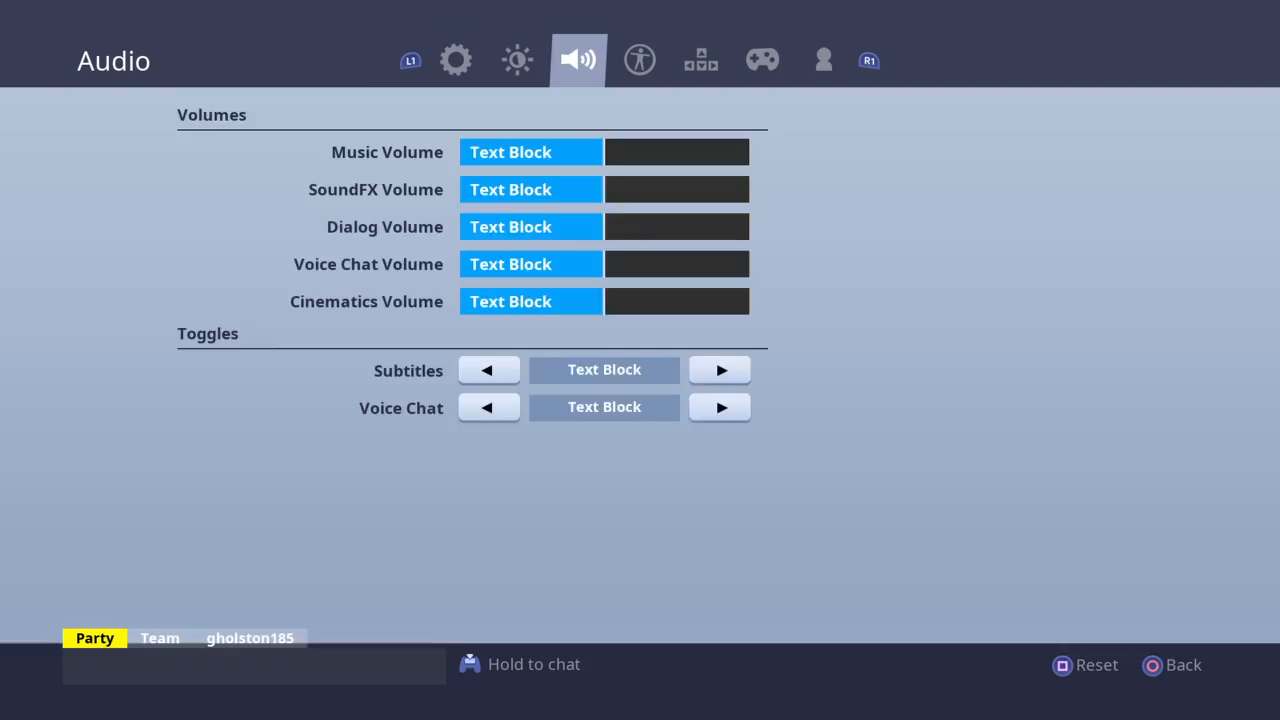 Audio
L1
R1
Volumes
Music Volume Text Block
SoundFX Volume Text Block
Dialog Volume Text Block
Voice Chat Volume Text Block
Cinematics Volume Text Block
Toggles
Subtitles Text Block
Voice Chat Text Block
Party Team gholston185
Hold to chat
Reset Back